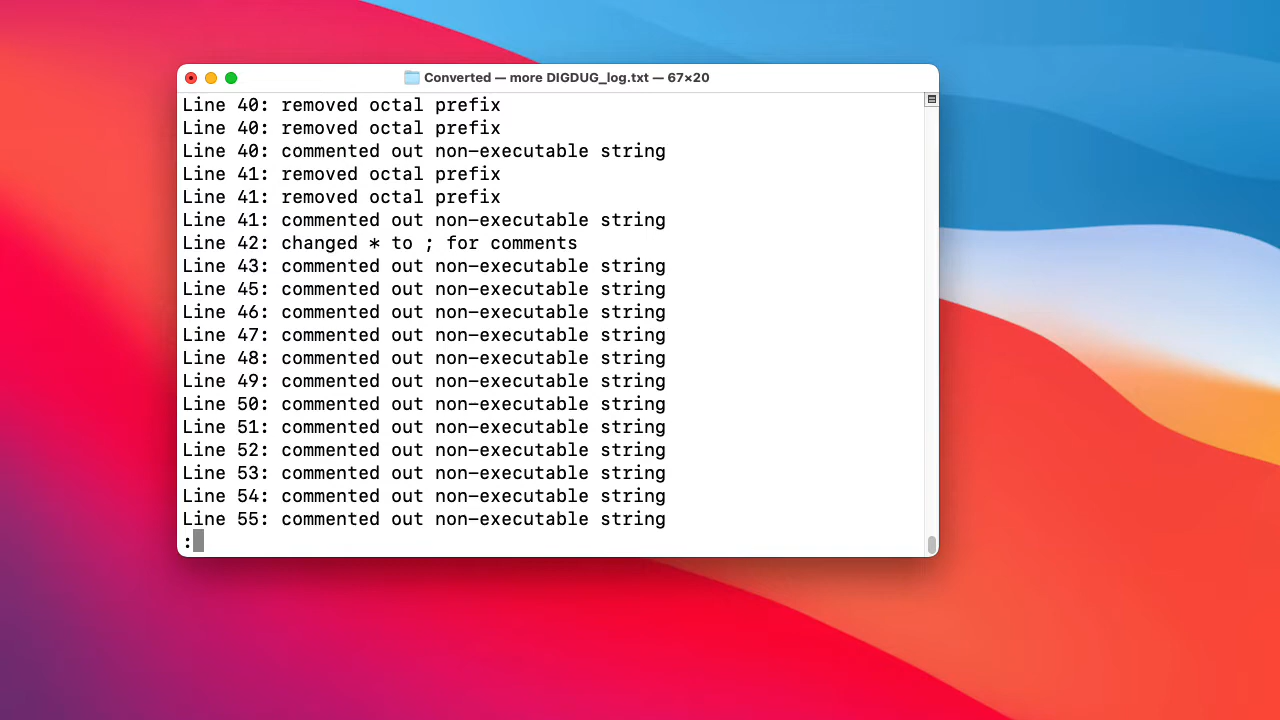 Converted — more DIGDUG_log.txt — 67×20
Line 40: removed octal prefix
Line 40: removed octal prefix
Line 40: commented out non-executable string
Line 41: removed octal prefix
Line 41: removed octal prefix
Line 41: commented out non-executable string
Line 42: changed * to ; for comments
Line 43: commented out non-executable string
Line 45: commented out non-executable string
Line 46: commented out non-executable string
Line 47: commented out non-executable string
Line 48: commented out non-executable string
Line 49: commented out non-executable string
Line 50: commented out non-executable string
Line 51: commented out non-executable string
Line 52: commented out non-executable string
Line 53: commented out non-executable string
Line 54: commented out non-executable string
Line 55: commented out non-executable string
: